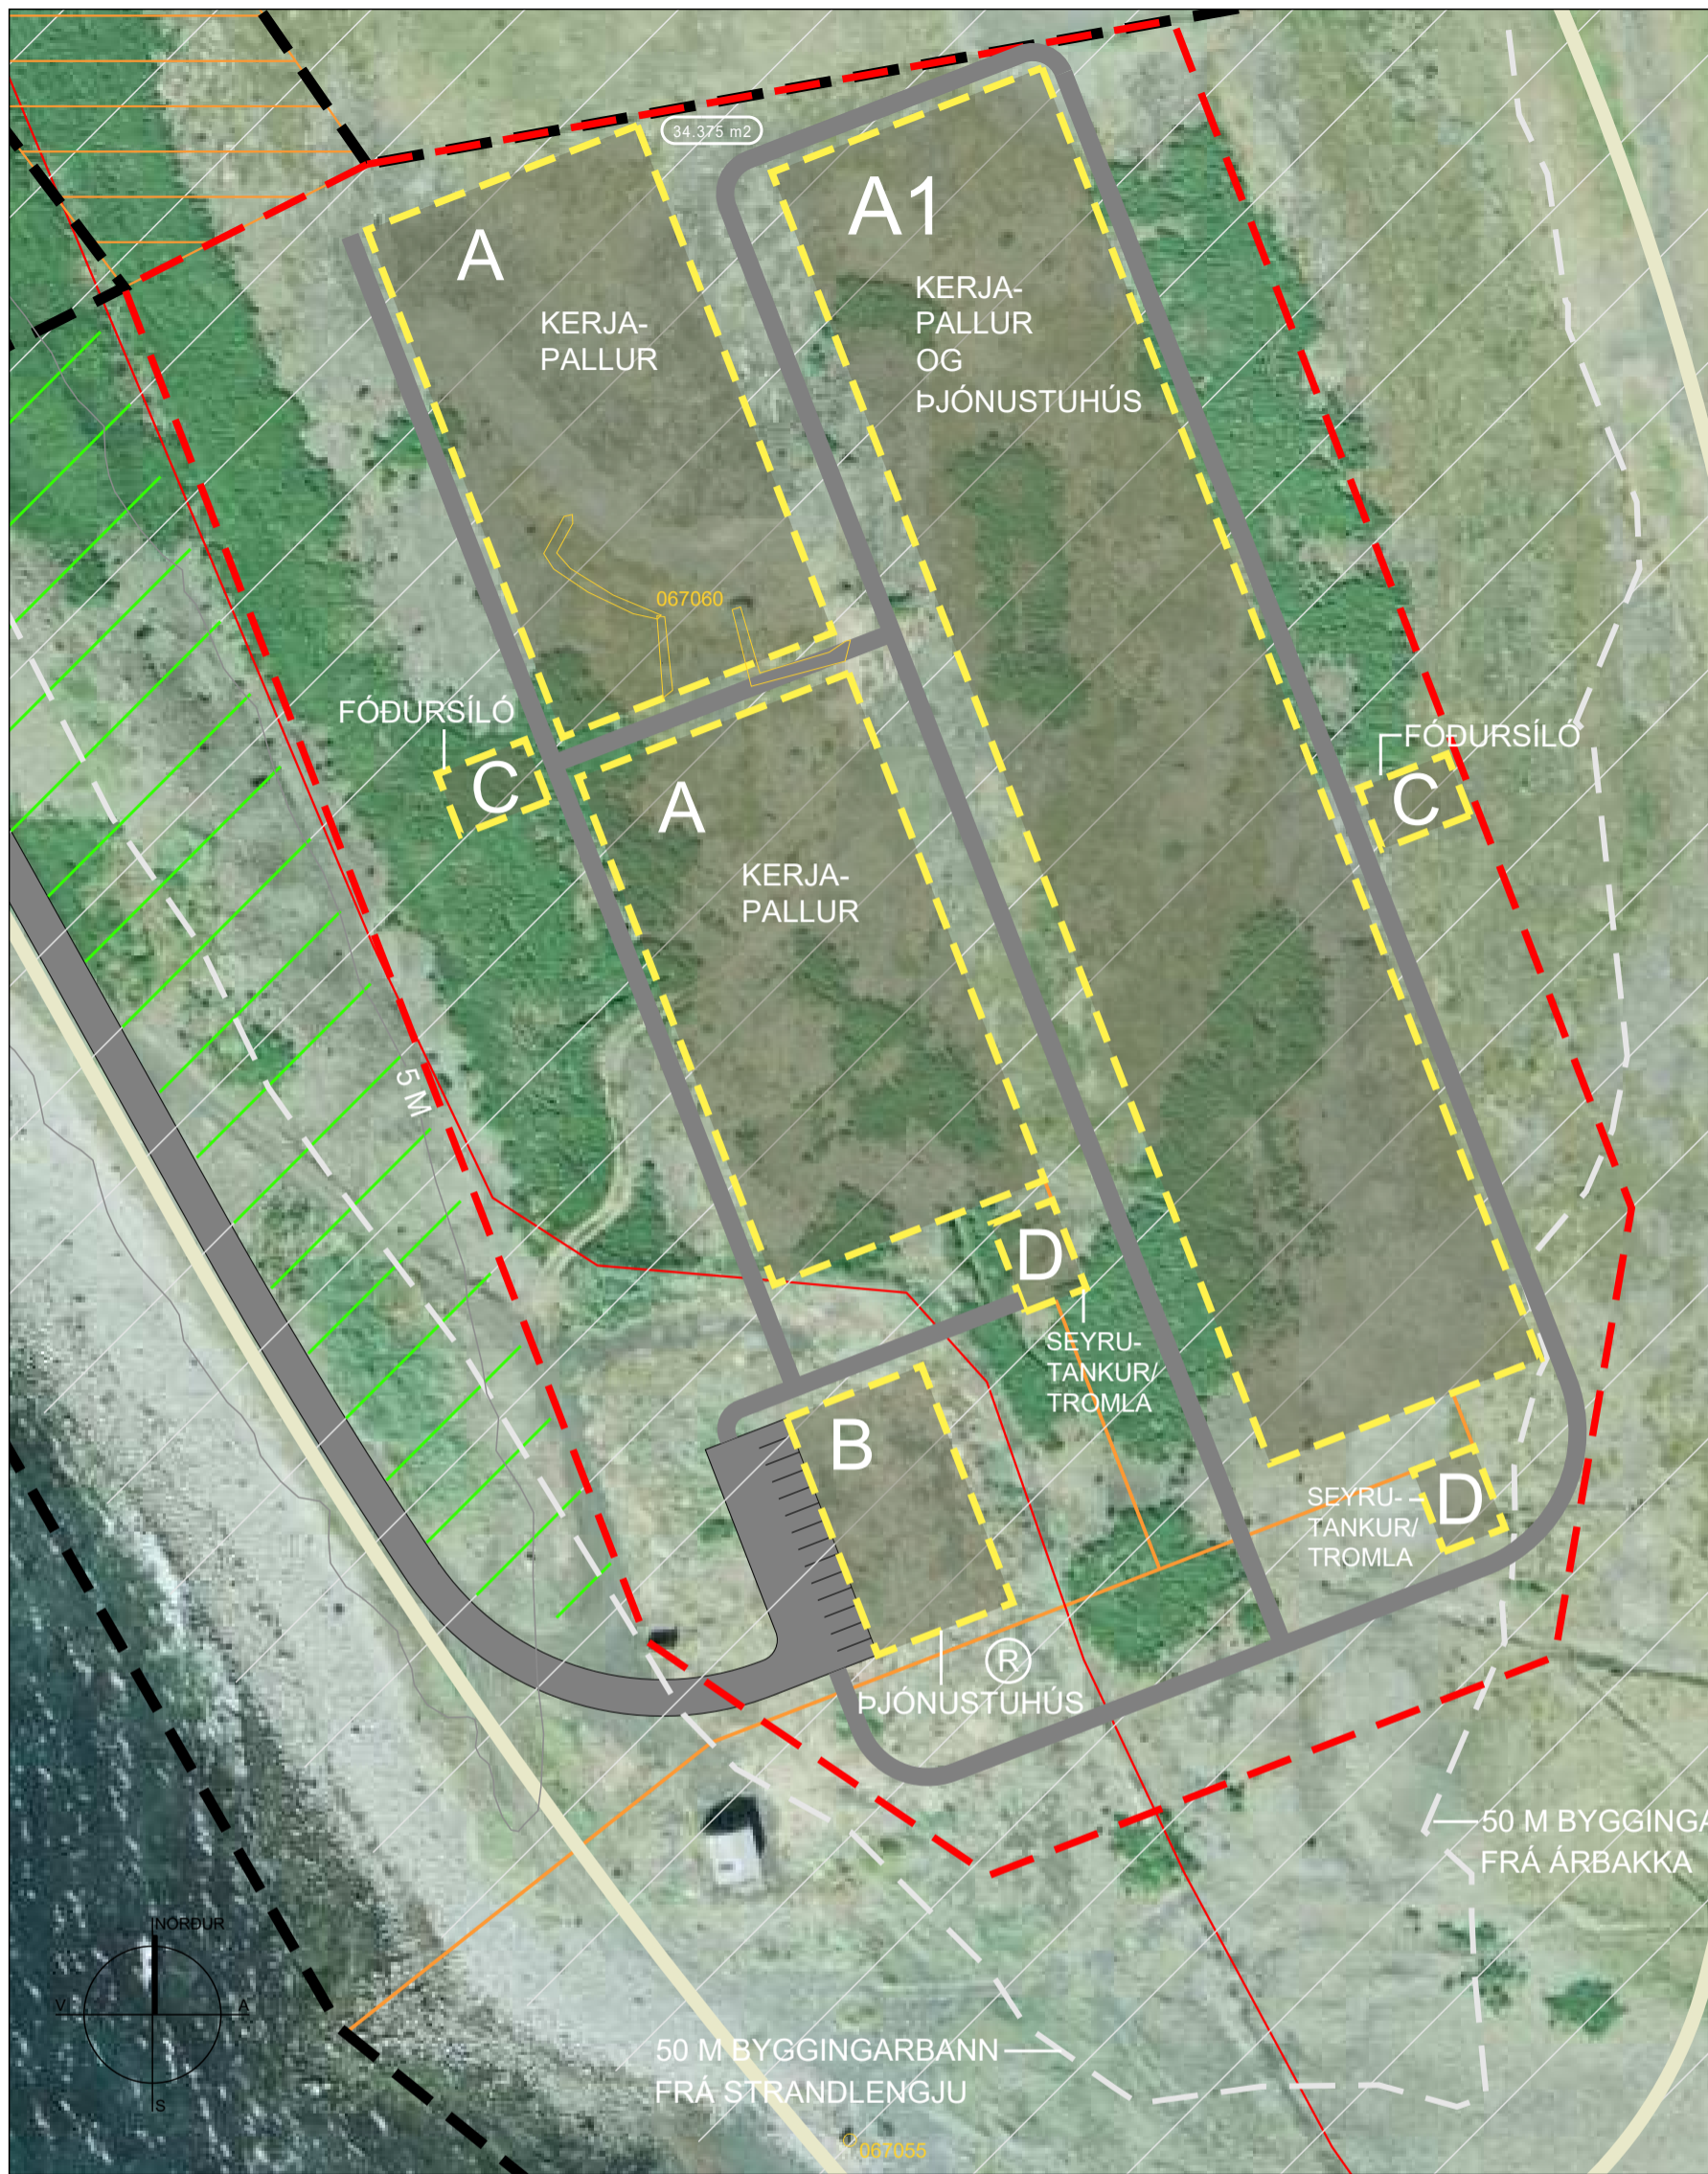 34.375 m2
A
KERJA-
PALLUR
A1
KERJA-
PALLUR
OG
ÞJÓNUSTUHÚS
067060
FÓÐURSÍLÓ
C
FÓÐURSÍLÓ
C
A
KERJA-
PALLUR
5 M
D
SEYRU-
TANKUR/
TROMLA
B
SEYRU-
TANKUR/
TROMLA
D
R
ÞJÓNUSTUHÚS
50 M BYGGINGA
FRÁ ÁRBAKKA
NORÐUR
V
A
S
50 M BYGGINGARBANN
FRÁ STRANDLENGJU
067055